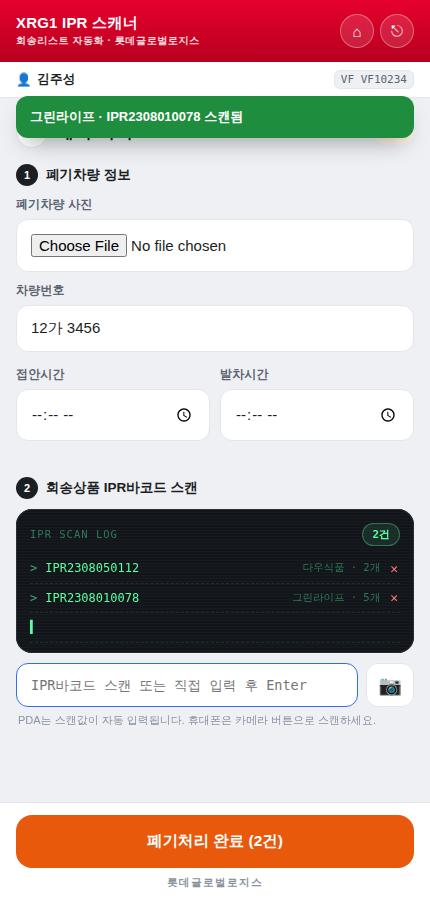 XRG1 IPR 스캐너
회송리스트 자동화 · 롯데글로벌로지스
김주성
VF VF10234
그린라이프 · IPR2308010078 스캔됨
1 폐기차량 정보
폐기차량 사진
Choose File No file chosen
차량번호
12가 3456
접안시간 발차시간
--:-- -- --:-- --
2 회송상품 IPR바코드 스캔
IPR SCAN LOG 2건
> IPR2308050112 다우식품 · 2개 ×
> IPR2308010078 그린라이프 · 5개 ×
IPR바코드 스캔 또는 직접 입력 후 Enter
PDA는 스캔값이 자동 입력됩니다. 휴대폰은 카메라 버튼으로 스캔하세요.
폐기처리 완료 (2건)
롯데글로벌로지스